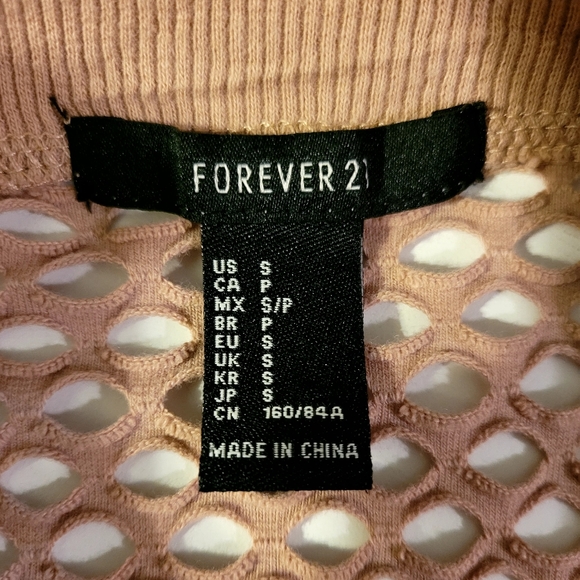 FOREVER 21
US S
CA P
MX S/P
BR P
EU S
UK S
KR S
JP S
CN 160/84A
MADE IN CHINA